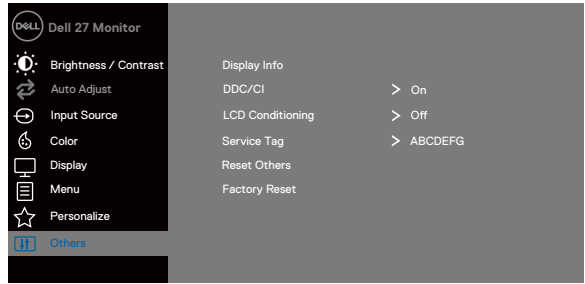 DELL Dell 27 Monitor
Brightness / Contrast
Auto Adjust
Input Source
Color
Display
Menu
Personalize
Others
Display Info
DDC/CI > On
LCD Conditioning > Off
Service Tag > ABCDEFG
Reset Others
Factory Reset